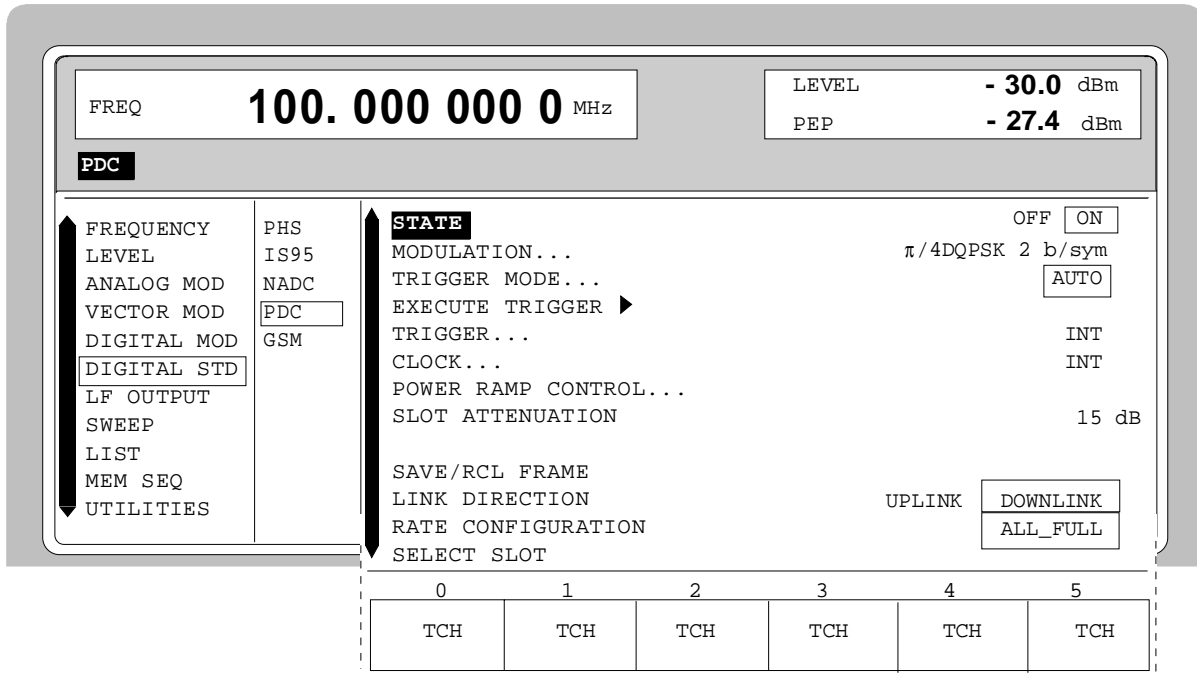 FREQ 100. 000 000 0 MHz
LEVEL - 30.0 dBm
PEP - 27.4 dBm
PDC
FREQUENCY
LEVEL
ANALOG MOD
VECTOR MOD
DIGITAL MOD
DIGITAL STD
LF OUTPUT
SWEEP
LIST
MEM SEQ
UTILITIES
PHS
IS95
NADC
PDC
GSM
STATE OFF ON
MODULATION... π/4DQPSK 2 b/sym
TRIGGER MODE... AUTO
EXECUTE TRIGGER
TRIGGER... INT
CLOCK... INT
POWER RAMP CONTROL...
SLOT ATTENUATION 15 dB
SAVE/RCL FRAME
LINK DIRECTION UPLINK DOWNLINK
RATE CONFIGURATION ALL_FULL
SELECT SLOT
0 1 2 3 4 5
TCH TCH TCH TCH TCH TCH